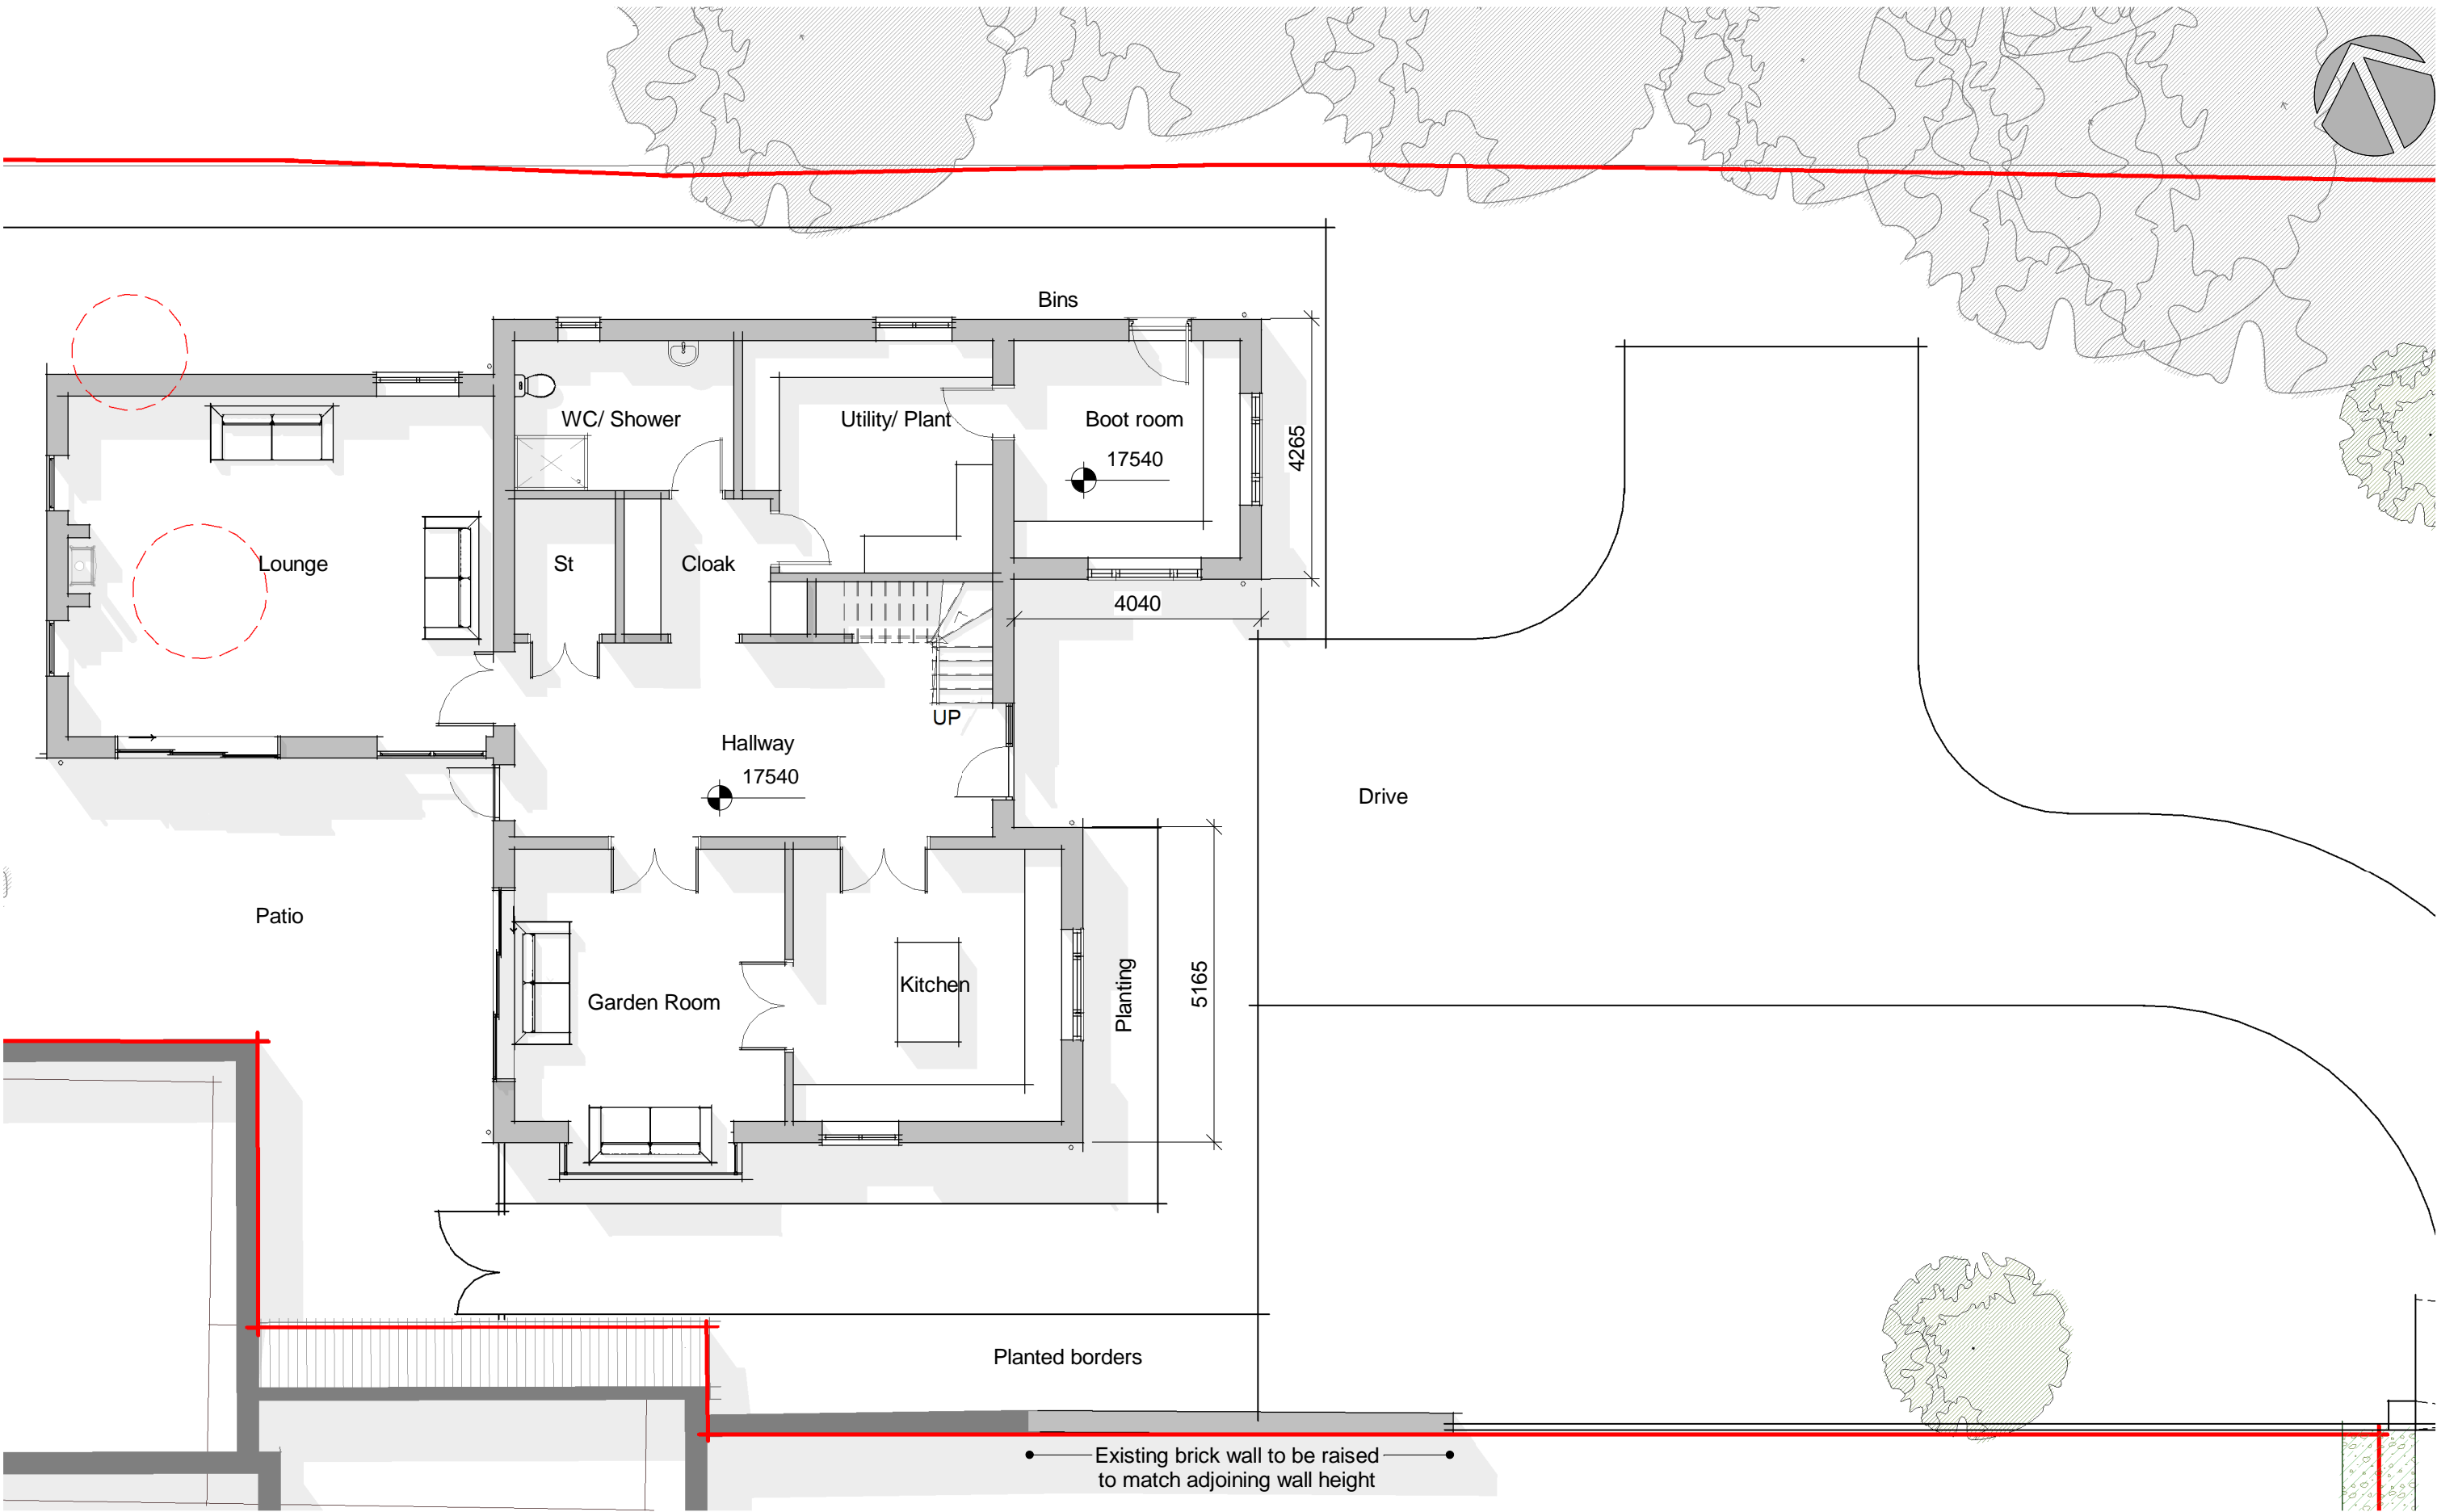 Bins
WC/ Shower
Utility/ Plant
Boot room
17540
4265
Lounge
St
Cloak
4040
UP
Hallway
17540
Drive
Patio
Garden Room
Kitchen
Planting
5165
Planted borders
Existing brick wall to be raised
to match adjoining wall height